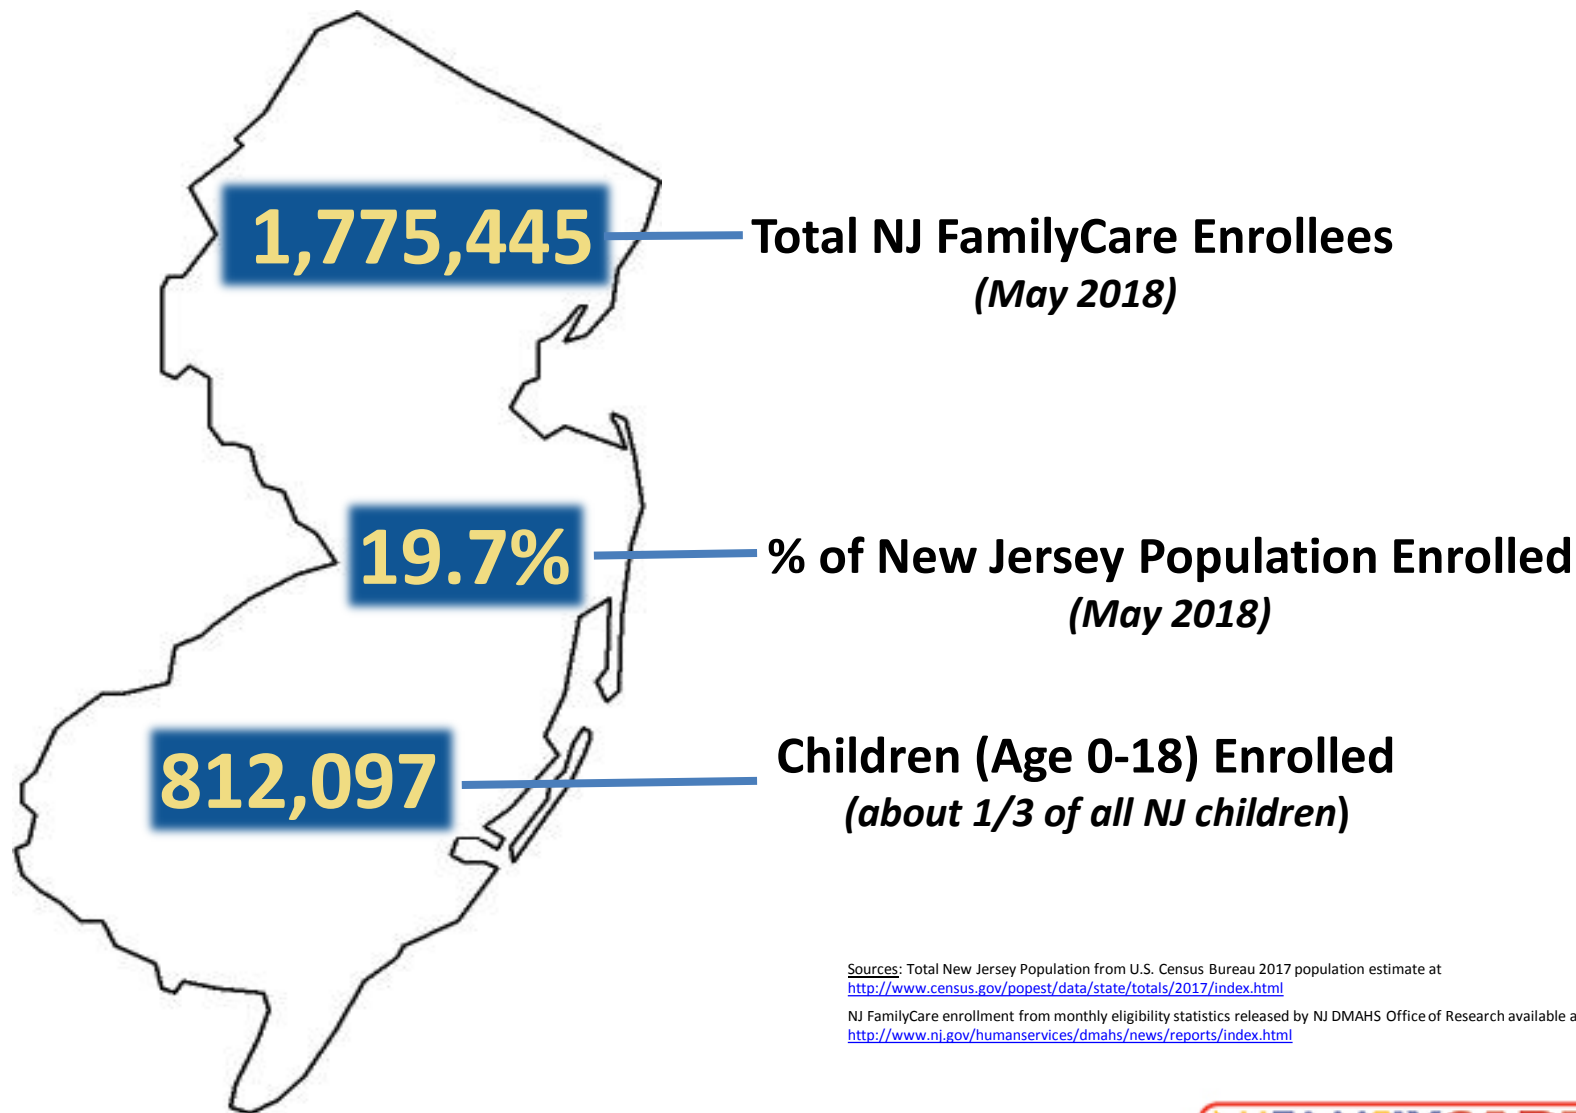 1,775,445
Total NJ FamilyCare Enrollees
(May 2018)
19.7%
% of New Jersey Population Enrolled
(May 2018)
812,097
Children (Age 0-18) Enrolled
(about 1/3 of all NJ children)
Sources: Total New Jersey Population from U.S. Census Bureau 2017 population estimate at
http://www.census.gov/popest/data/state/totals/2017/index.html
NJ FamilyCare enrollment from monthly eligibility statistics released by NJ DMAHS Office of Research available a
http://www.nj.gov/humanservices/dmahs/news/reports/index.html